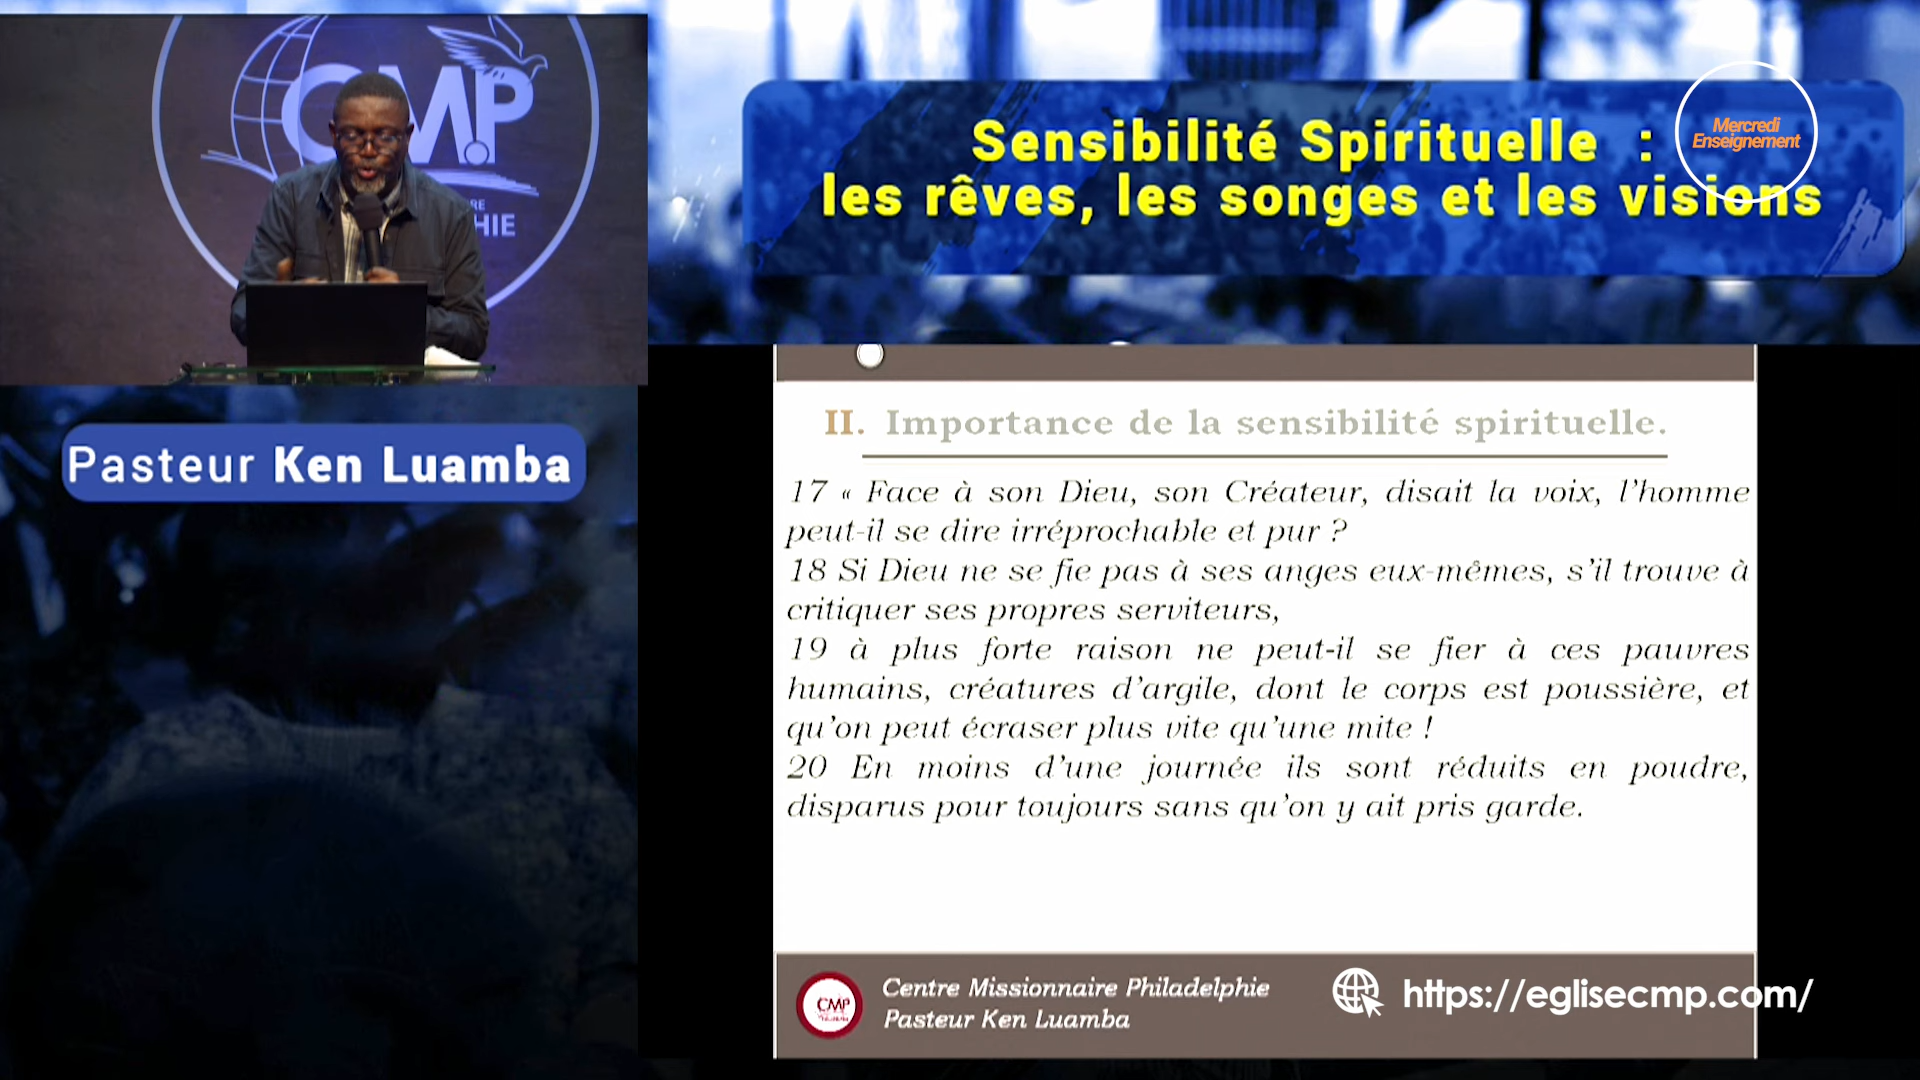 CMP
RE
HIE
Sensibilité Spirituelle :
les rêves, les songes et les visions
Mercredi
Enseignement
Pasteur Ken Luamba
II. Importance de la sensibilité spirituelle.
17 « Face à son Dieu, son Créateur, disait la voix, l’homme
peut-il se dire irréprochable et pur ?
18 Si Dieu ne se fie pas à ses anges eux-mêmes, s’il trouve à
critiquer ses propres serviteurs,
19 à plus forte raison ne peut-il se fier à ces pauvres
humains, créatures d’argile, dont le corps est poussière, et
qu’on peut écraser plus vite qu’une mite !
20 En moins d’une journée ils sont réduits en poudre,
disparus pour toujours sans qu’on y ait pris garde.
CMP
Centre Missionnaire Philadelphie
Pasteur Ken Luamba
https://eglisecmp.com/